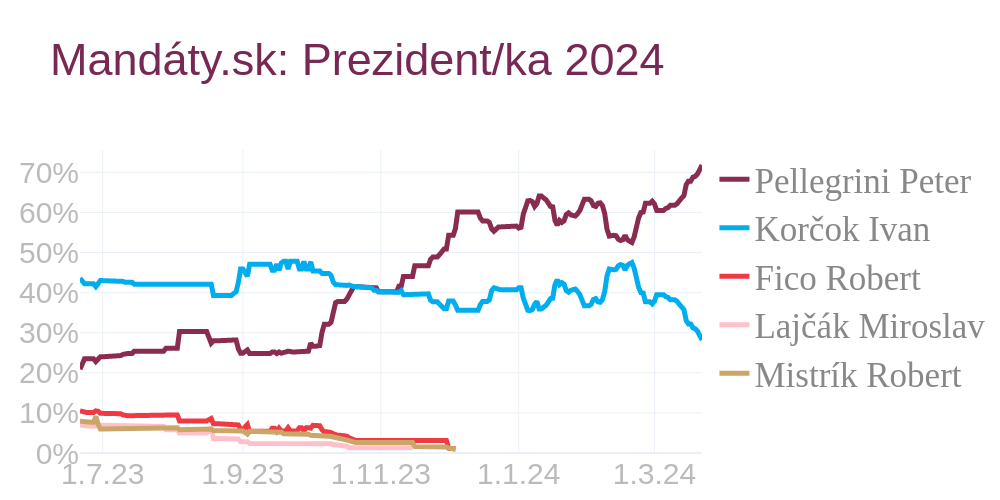 Mandáty.sk: Prezident/ka 2024
70%
60%
50%
40%
30%
20%
10%
0%
1.7.23 1.9.23 1.11.23 1.1.24 1.3.24
Pellegrini Peter
Korčok Ivan
Fico Robert
Lajčák Miroslav
Mistrík Robert